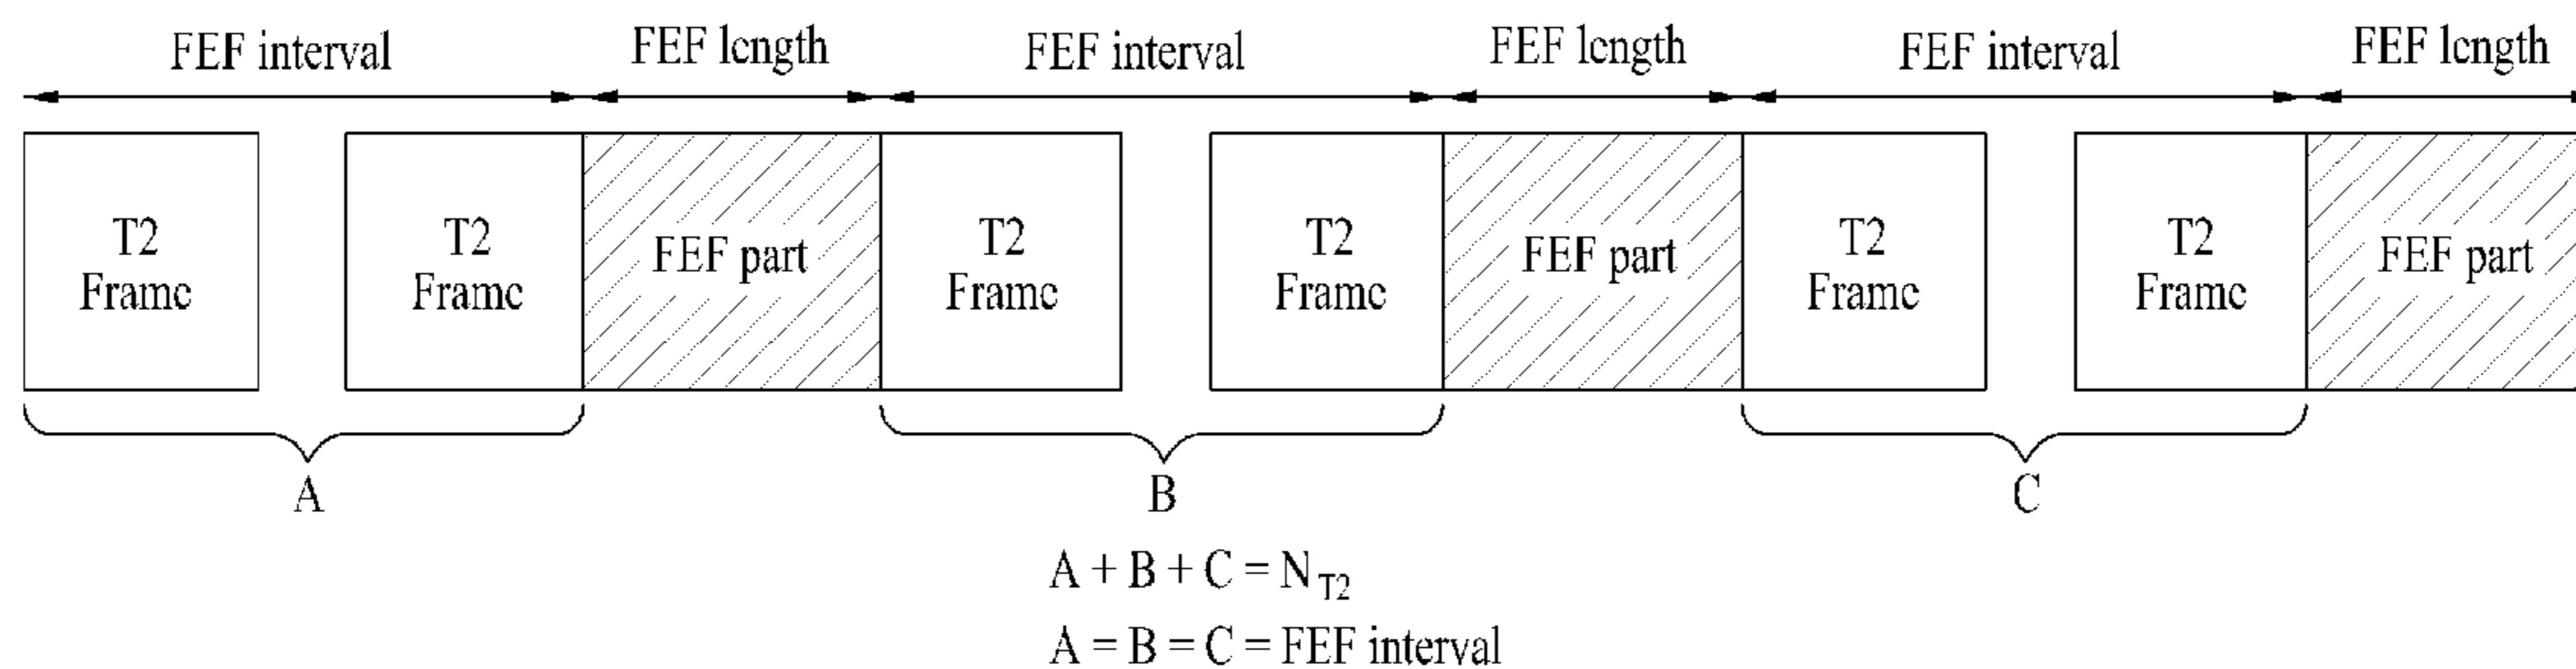 FEF interval
FEF length
FEF interval
FEF length
FEF interval
FEF length
T2
Frame
T2
Frame
FEF part
T2
Frame
T2
Frame
FEF part
T2
Frame
T2
Frame
FEF part
A
B
C
A + B + C = N_T2
A = B = C = FEF interval